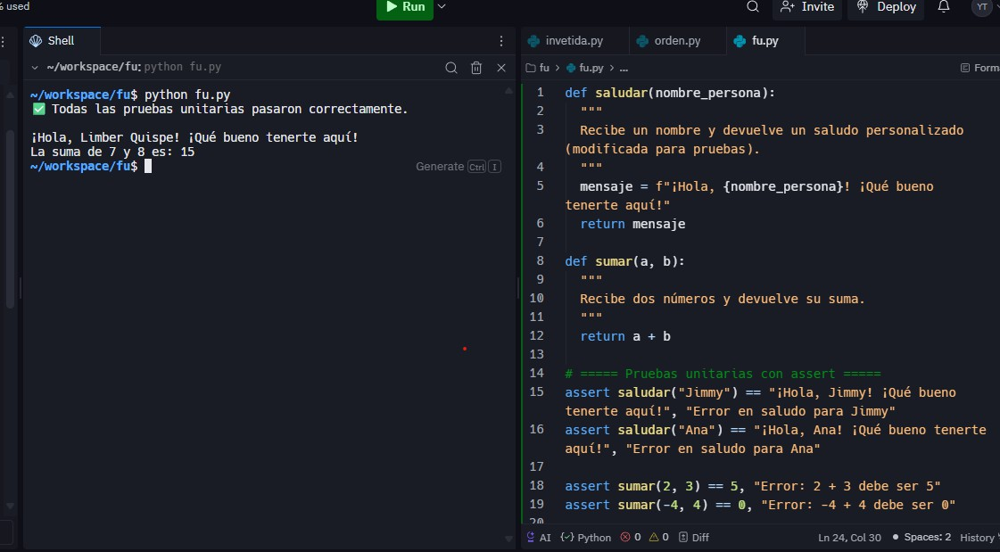 % used
Run
Invite
Deploy
YT
Shell
~/workspace/fu: python fu.py
~/workspace/fu$ python fu.py
✅ Todas las pruebas unitarias pasaron correctamente.
¡Hola, Limber Quispe! ¡Qué bueno tenerte aquí!
La suma de 7 y 8 es: 15
~/workspace/fu$
Generate Ctrl I
invetida.py
orden.py
fu.py
fu > fu.py > ...
Form
1 def saludar(nombre_persona):
2 """
3 Recibe un nombre y devuelve un saludo personalizado
(modificada para pruebas).
4 """
5 mensaje = f"¡Hola, {nombre_persona}! ¡Qué bueno
tenerte aquí!"
6 return mensaje
7
8 def sumar(a, b):
9 """
10 Recibe dos números y devuelve su suma.
11 """
12 return a + b
13
14 # ===== Pruebas unitarias con assert =====
15 assert saludar("Jimmy") == "¡Hola, Jimmy! ¡Qué bueno
tenerte aquí!", "Error en saludo para Jimmy"
16 assert saludar("Ana") == "¡Hola, Ana! ¡Qué bueno tenerte
aquí!", "Error en saludo para Ana"
17
18 assert sumar(2, 3) == 5, "Error: 2 + 3 debe ser 5"
19 assert sumar(-4, 4) == 0, "Error: -4 + 4 debe ser 0"
20
AI {✓} Python 0 0 Diff
Ln 24, Col 30 • Spaces: 2 History